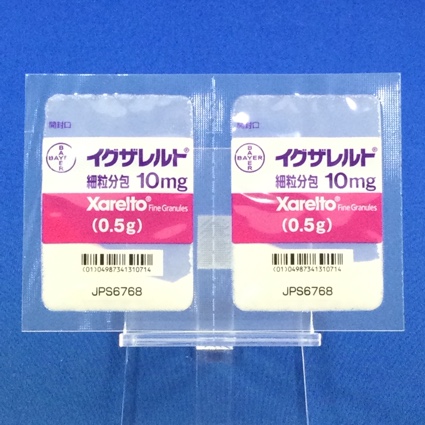 開封口
BAYER
BAYER
イグザレルト®
細粒分包 10mg
Xarelto® Fine Granules
(0.5g)
(01)04987341310714
JPS6768
開封口
BAYER
BAYER
イグザレルト®
細粒分包 10mg
Xarelto® Fine Granules
(0.5g)
(01)04987341310714
JPS6768